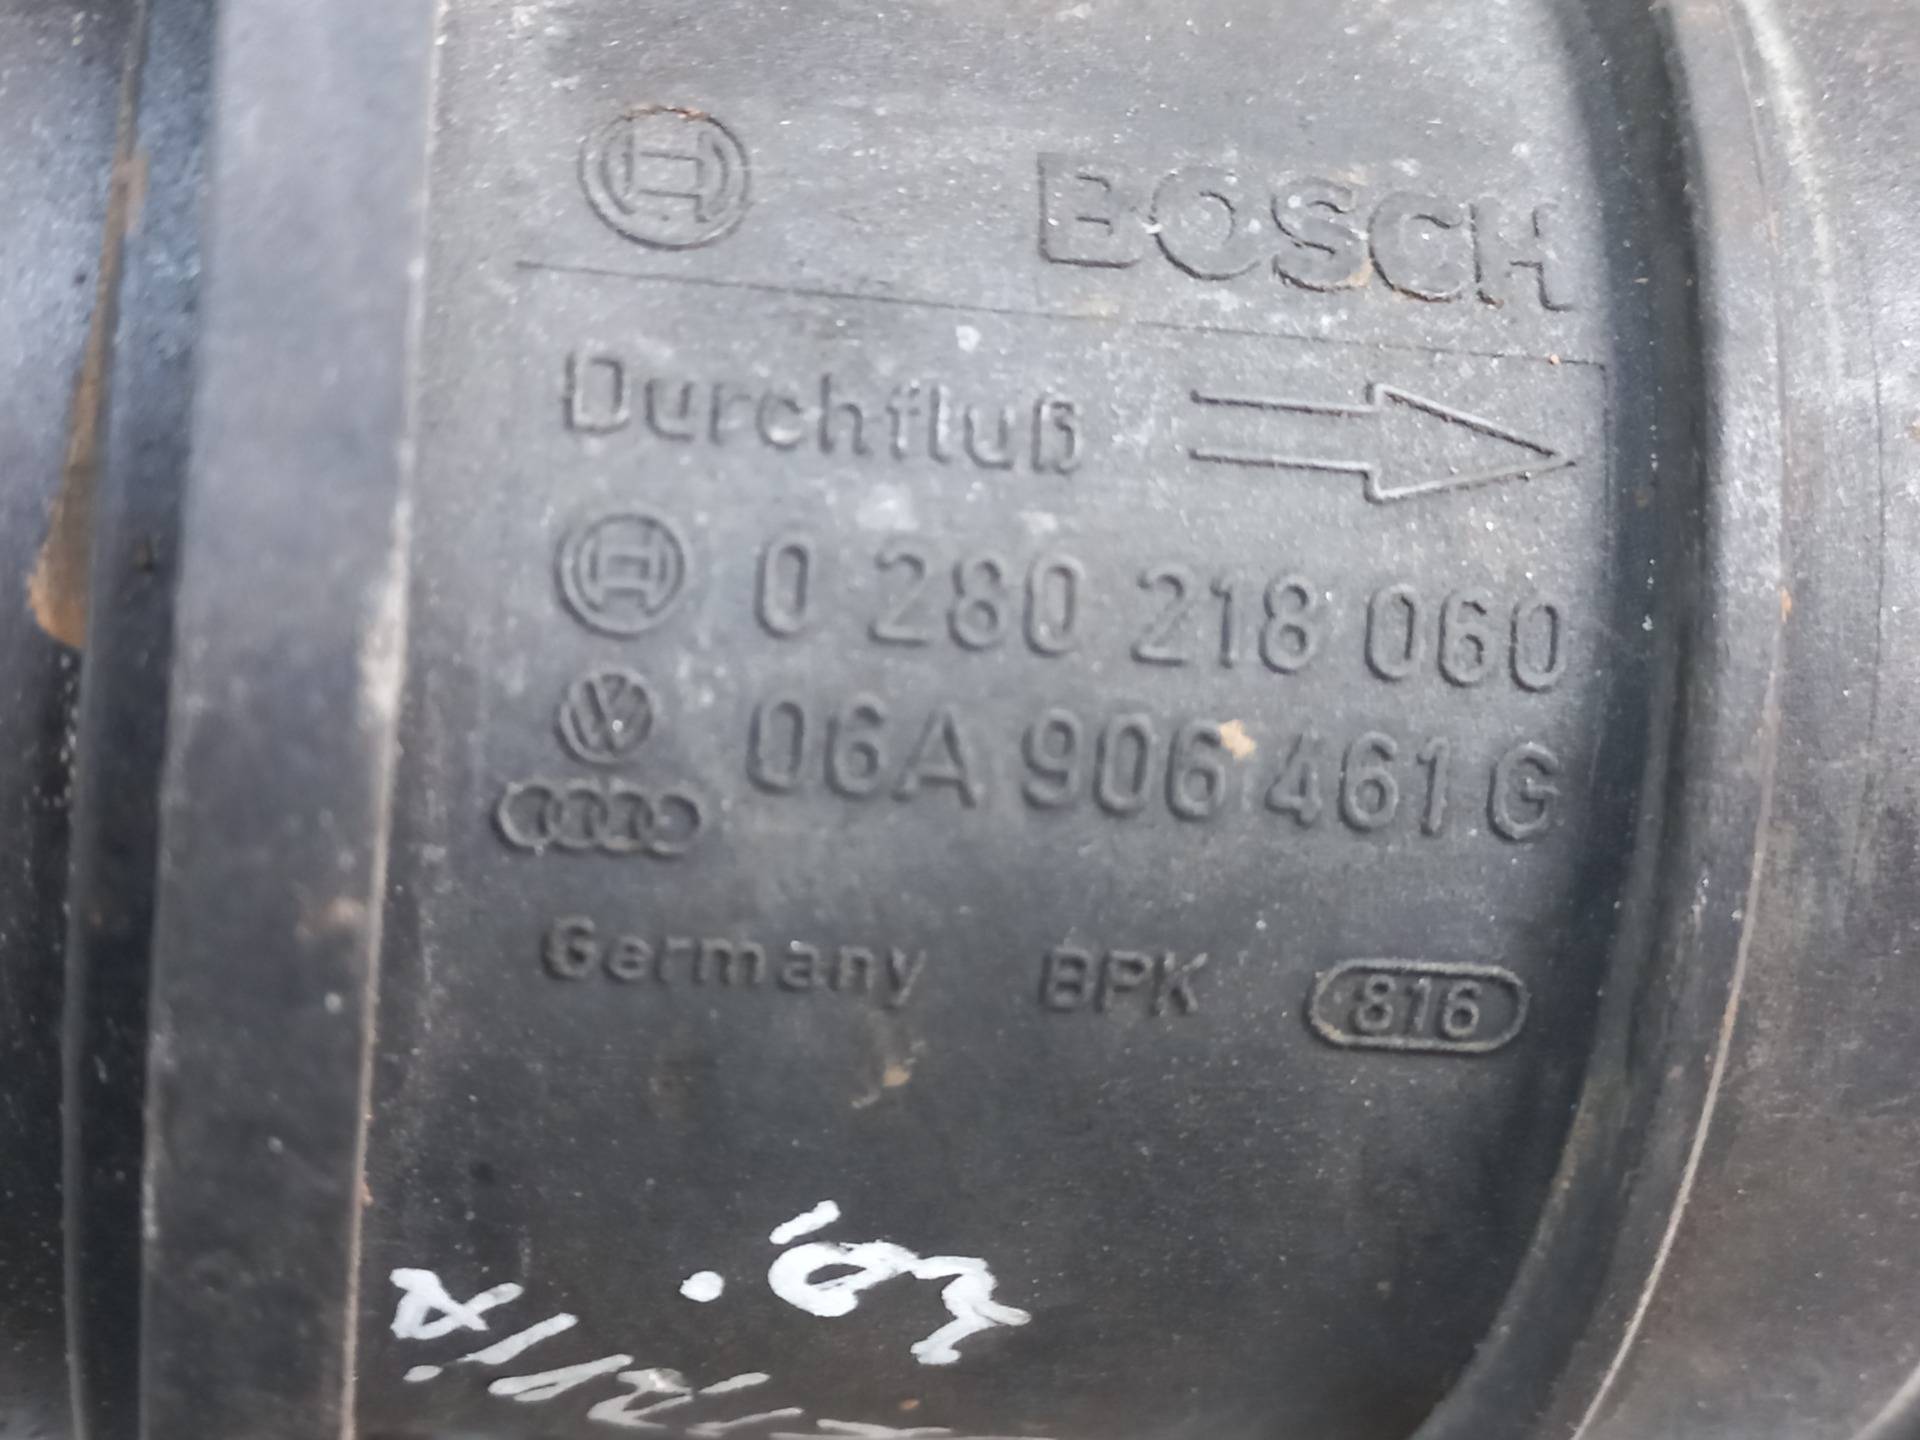 BOSCH
Durchfluß
0 280 218 060
06A 906 461 G
Germany BPK 816